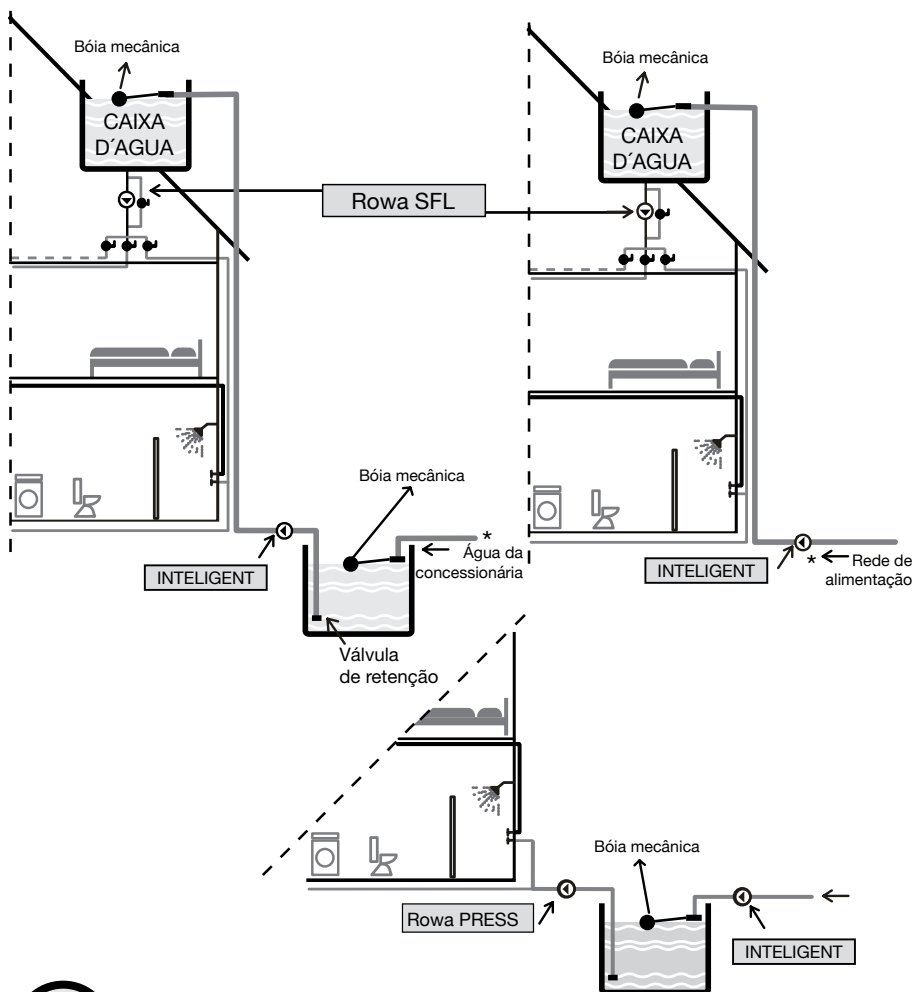 Bóia mecânica
CAIXA
D´AGUA
Rowa SFL
Bóia mecânica
CAIXA
D´AGUA
Bóia mecânica
*
Água da
concessionária
INTELIGENT
Válvula
de retenção
INTELIGENT
* Rede de
alimentação
Bóia mecânica
Rowa PRESS
INTELIGENT